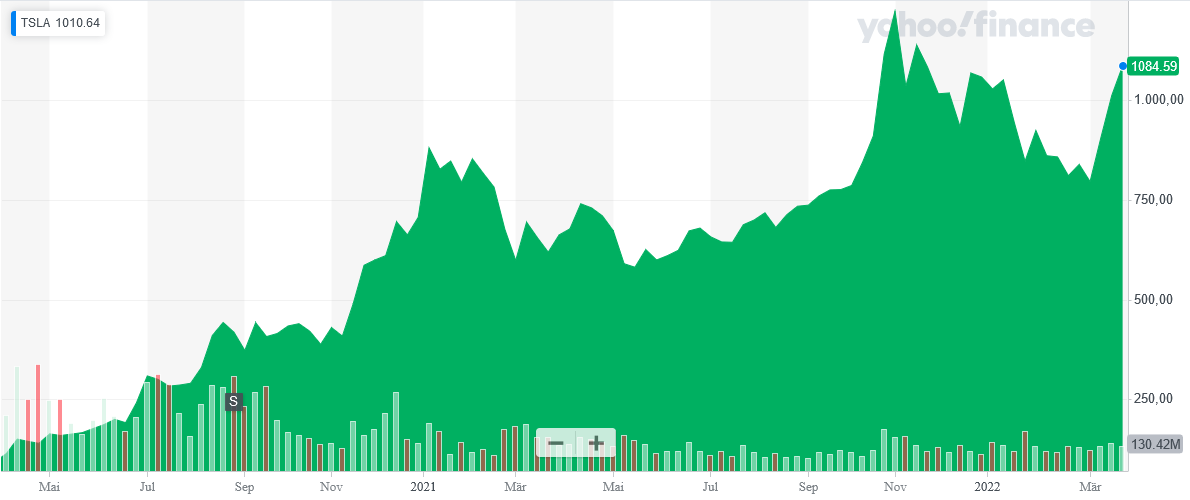 TSLA 1010.64
yahoo!finance
1084.59
1.000,00
750,00
500,00
250,00
S
− +
130.42M
Mai Jul Sep Nov 2021 Mär Mai Jul Sep Nov 2022 Mär